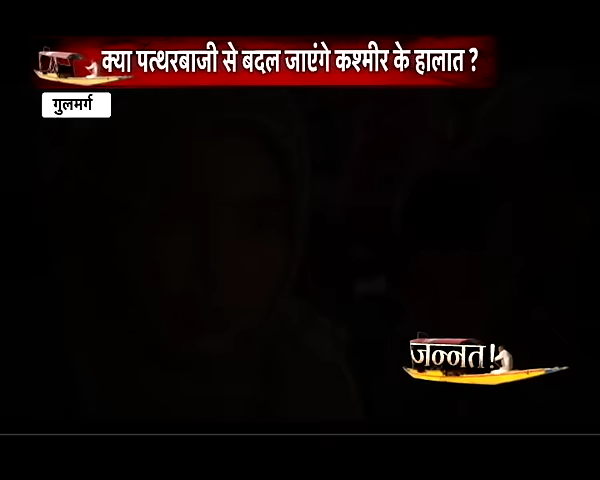 क्या पत्थरबाजी से बदल जाएंगे कश्मीर के हालात ?
गुलमर्ग
जन्नत!